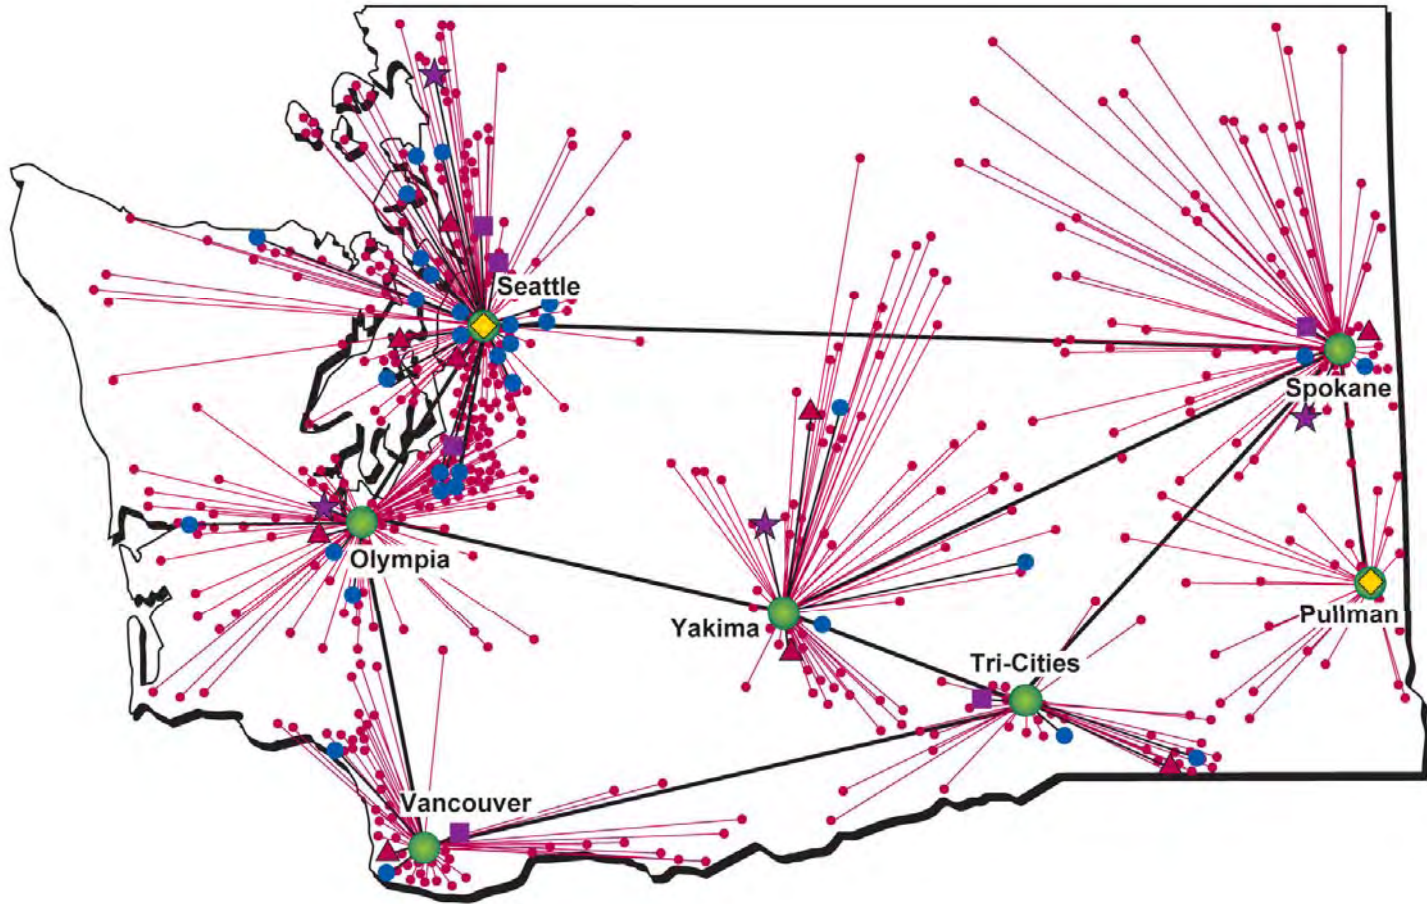 Seattle
Spokane
Olympia
Pullman
Yakima
Tri-Cities
Vancouver